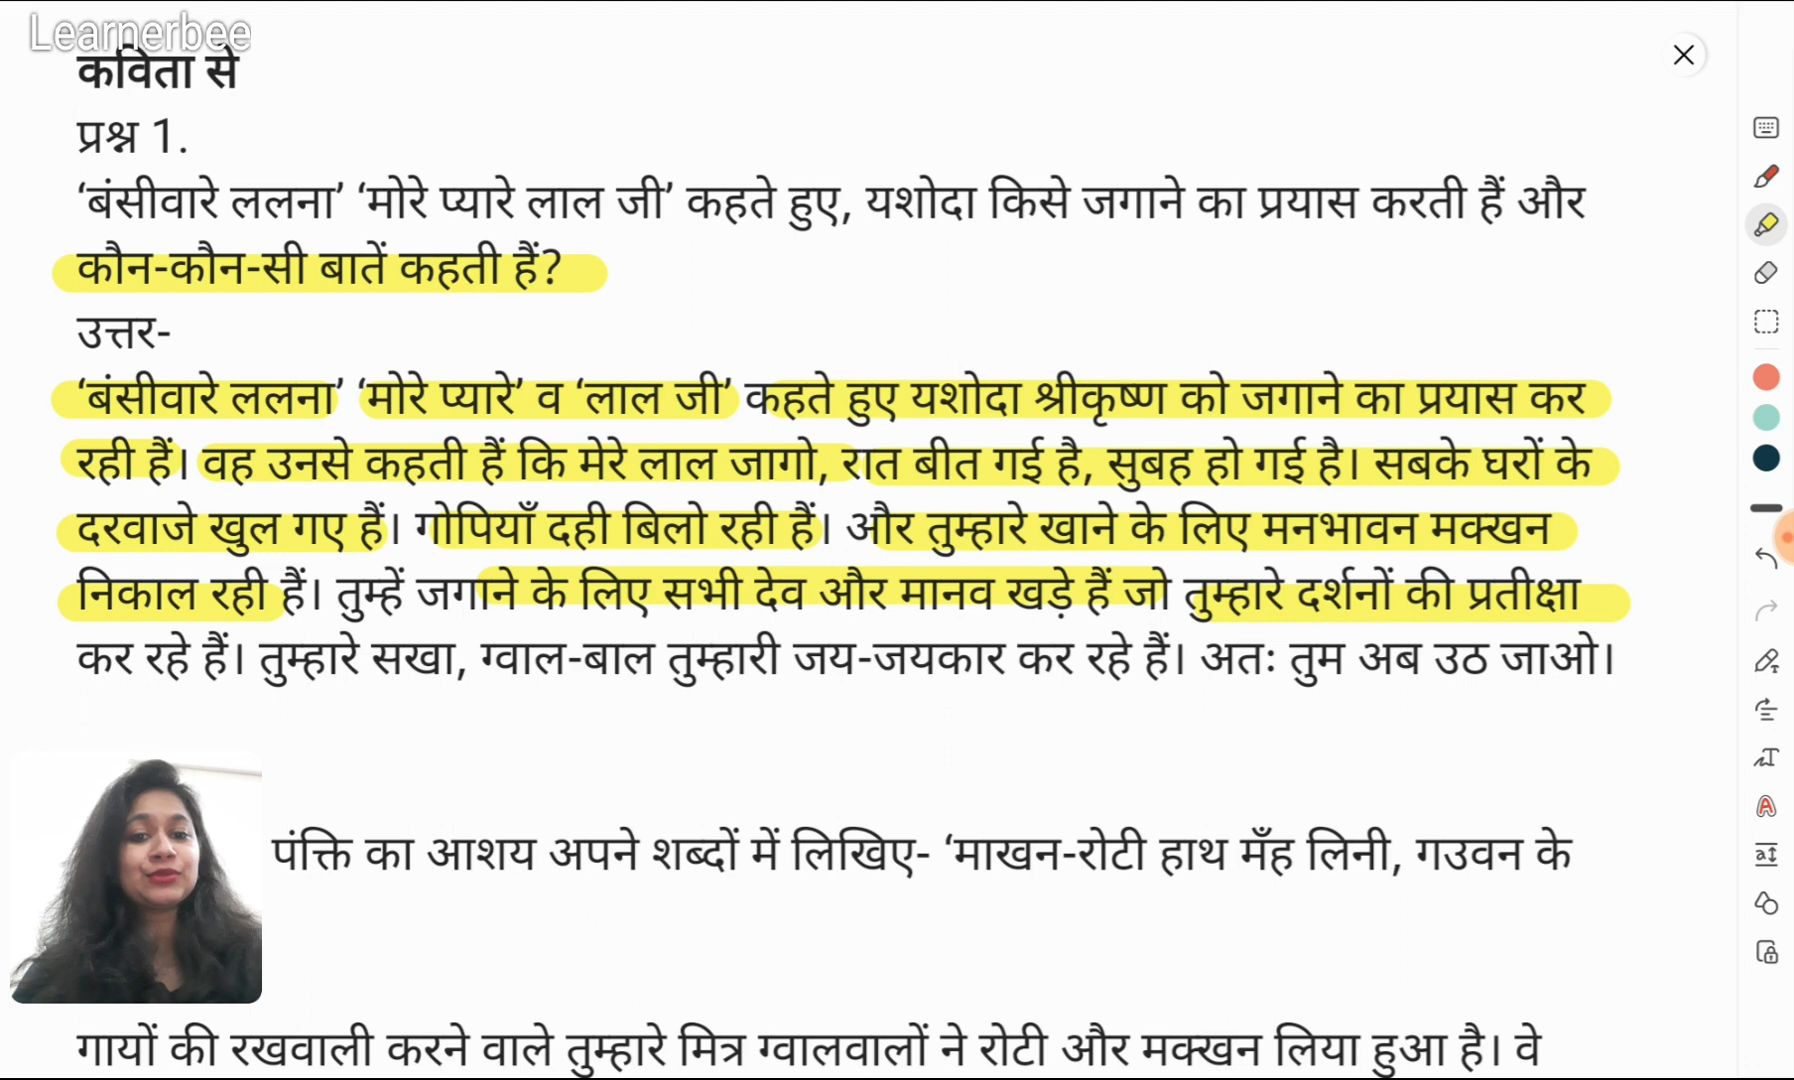 Learnerbee
कविता से
प्रश्न 1.
‘बंसीवारे ललना’ ‘मोरे प्यारे लाल जी’ कहते हुए, यशोदा किसे जगाने का प्रयास करती हैं और
कौन-कौन-सी बातें कहती हैं?
उत्तर-
‘बंसीवारे ललना’ ‘मोरे प्यारे’ व ‘लाल जी’ कहते हुए यशोदा श्रीकृष्ण को जगाने का प्रयास कर
रही हैं। वह उनसे कहती हैं कि मेरे लाल जागो, रात बीत गई है, सुबह हो गई है। सबके घरों के
दरवाजे खुल गए हैं। गोपियाँ दही बिलो रही हैं। और तुम्हारे खाने के लिए मनभावन मक्खन
निकाल रही हैं। तुम्हें जगाने के लिए सभी देव और मानव खड़े हैं जो तुम्हारे दर्शनों की प्रतीक्षा
कर रहे हैं। तुम्हारे सखा, ग्वाल-बाल तुम्हारी जय-जयकार कर रहे हैं। अतः तुम अब उठ जाओ।
पंक्ति का आशय अपने शब्दों में लिखिए- ‘माखन-रोटी हाथ मँह लिनी, गउवन के
गायों की रखवाली करने वाले तुम्हारे मित्र ग्वालवालों ने रोटी और मक्खन लिया हुआ है। वे